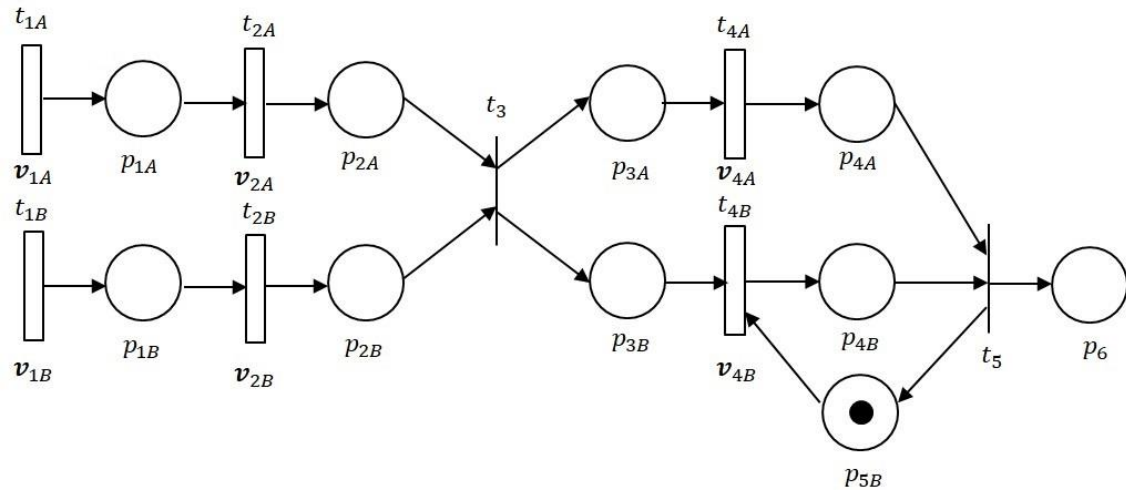 t1A
t2A
t4A
t3
v1A
p1A
v2A
p2A
p3A
v4A
p4A
t1B
t2B
t4B
v1B
p1B
v2B
p2B
p3B
v4B
p4B
t5
p6
p5B